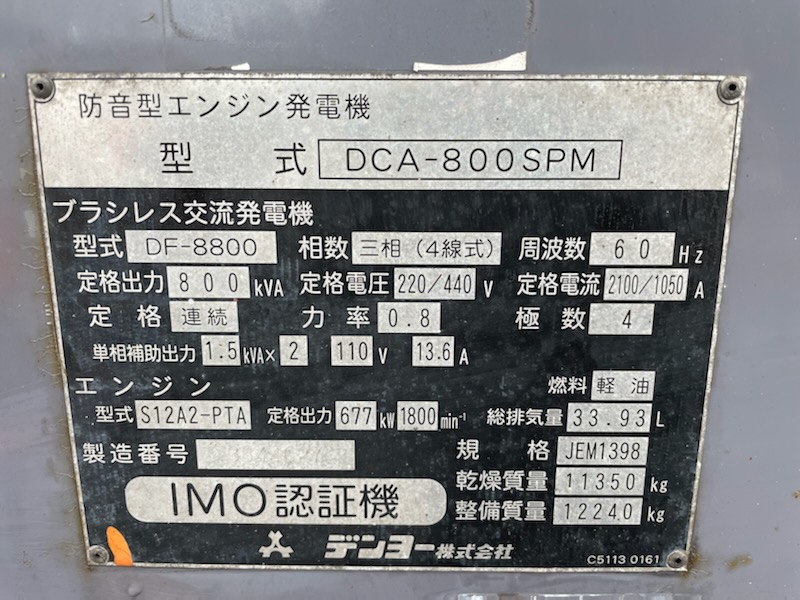 防音型エンジン発電機
型 式 DCA-800SPM
ブラシレス交流発電機
型式 DF-8800 相数 三相(4線式) 周波数 60 Hz
定格出力 800 kVA 定格電圧 220/440 V 定格電流 2100/1050 A
定格 連続 力率 0.8 極数 4
単相補助出力 1.5 kVA×2 110 V 13.6 A
エンジン 燃料 軽油
型式 S12A2-PTA 定格出力 677 kW 1800 min⁻¹ 総排気量 33.93 L
製造番号 規格 JEM1398
乾燥質量 11350 kg
IMO認証機 整備質量 12240 kg
デンヨー株式会社 C5113 0161